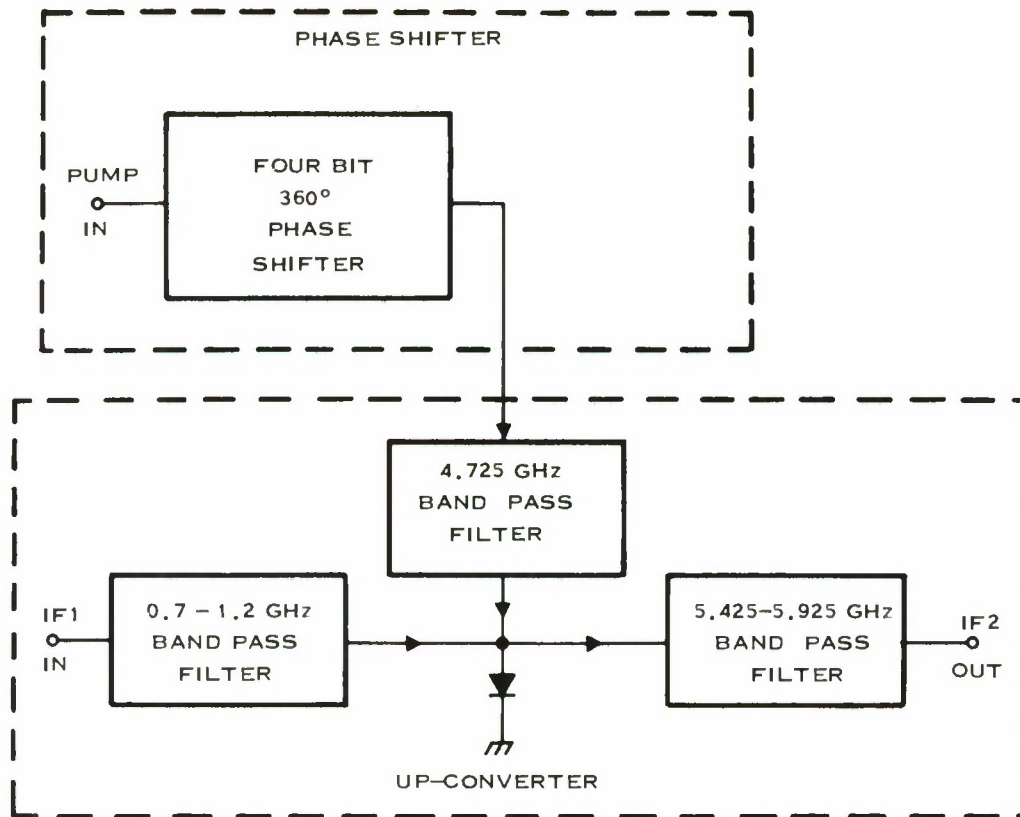 PHASE SHIFTER
PUMP
IN
FOUR BIT
360°
PHASE
SHIFTER
4.725 GHz
BAND PASS
FILTER
IF1
IN
0.7 – 1.2 GHz
BAND PASS
FILTER
5.425–5.925 GHz
BAND PASS
FILTER
IF2
OUT
UP–CONVERTER